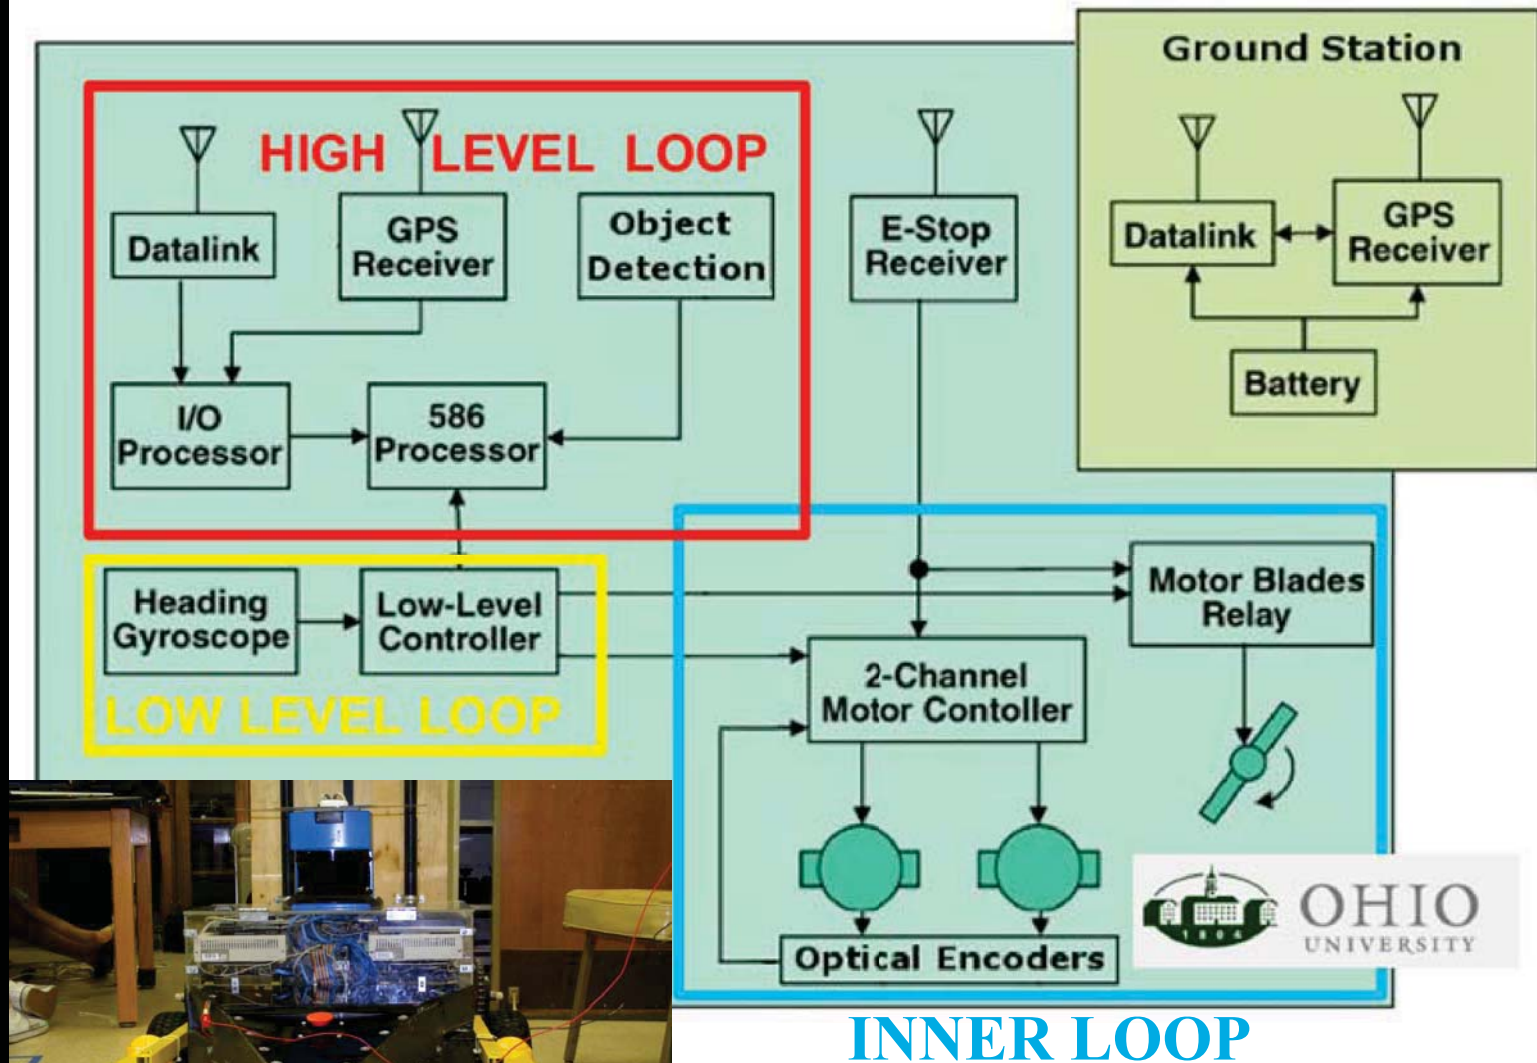 Ground Station
HIGH LEVEL LOOP
Datalink
GPS
Receiver
Object
Detection
E-Stop
Receiver
Datalink
GPS
Receiver
Battery
I/O
Processor
586
Processor
Heading
Gyroscope
Low-Level
Controller
LOW LEVEL LOOP
Motor Blades
Relay
2-Channel
Motor Contoller
Optical Encoders
1804
OHIO
UNIVERSITY
INNER LOOP